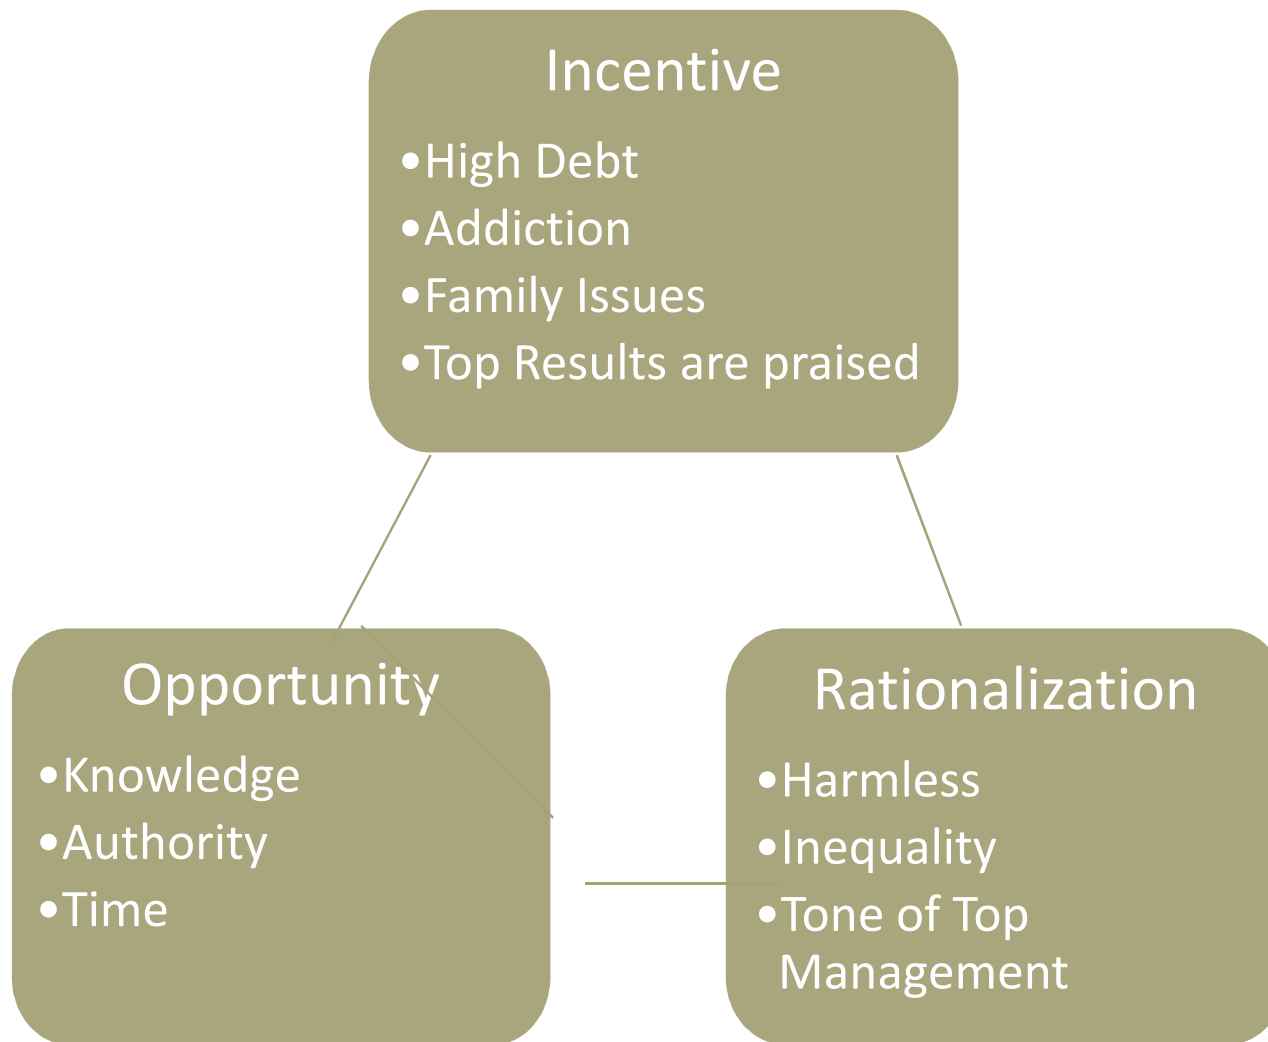 Incentive
•High Debt
•Addiction
•Family Issues
•Top Results are praised
Opportunity
•Knowledge
•Authority
•Time
Rationalization
•Harmless
•Inequality
•Tone of Top
Management